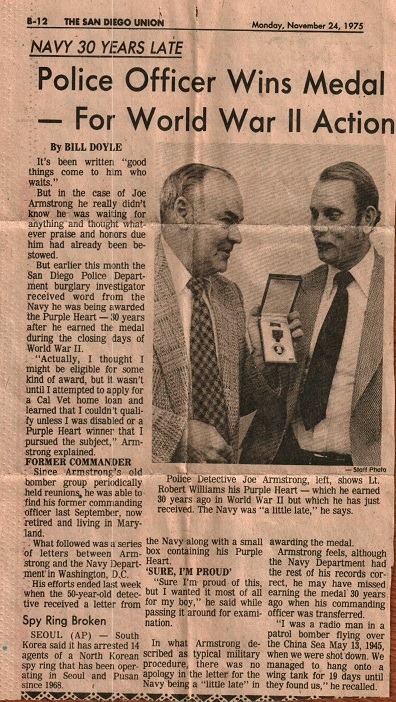 B-12 THE SAN DIEGO UNION Monday, November 24, 1975
NAVY 30 YEARS LATE
Police Officer Wins Medal
— For World War II Action
By BILL DOYLE
It's been written "good
things come to him who
waits."
But in the case of Joe
Armstrong he really didn't
know he was waiting for
anything and thought what-
ever praise and honors due
him had already been be-
stowed.
But earlier this month the
San Diego Police Depart-
ment burglary investigator
received word from the
Navy he was being awarded
the Purple Heart — 30 years
after he earned the medal
during the closing days of
World War II.
"Actually, I thought I
might be eligible for some
kind of award, but it wasn't
until I attempted to apply for
a Cal Vet home loan and
learned that I couldn't quali-
fy unless I was disabled or a
Purple Heart winner that I
pursued the subject," Arm-
strong explained.
FORMER COMMANDER
Since Armstrong's old
bomber group periodically
held reunions, he was able to
find his former commanding
officer last September, now
retired and living in Mary-
land.
What followed was a series
of letters between Arm-
strong and the Navy Depart-
ment in Washington, D.C.
His efforts ended last week
when the 50-year-old detec-
tive received a letter from
— Staff Photo
Police Detective Joe Armstrong, left, shows Lt.
Robert Williams his Purple Heart — which he earned
30 years ago in World War II but which he has just
received. The Navy was "a little late," he says.
the Navy along with a small
box containing his Purple
Heart.
'SURE, I'M PROUD'
"Sure I'm proud of this,
but I wanted it most of all
for my boy," he said while
passing it around for exami-
nation.
In what Armstrong de-
scribed as typical military
procedure, there was no
apology in the letter for the
Navy being a "little late" in
awarding the medal.
Armstrong feels, although
the Navy Department had
the rest of his records cor-
rect, he may have missed
earning the medal 30 years
ago when his commanding
officer was transferred.
"I was a radio man in a
patrol bomber flying over
the China Sea May 13, 1945,
when we were shot down. We
managed to hang onto a
wing tank for 19 days until
they found us," he recalled.
Spy Ring Broken
SEOUL (AP) — South
Korea said it has arrested 14
agents of a North Korean
spy ring that has been oper-
ating in Seoul and Pusan
since 1968.